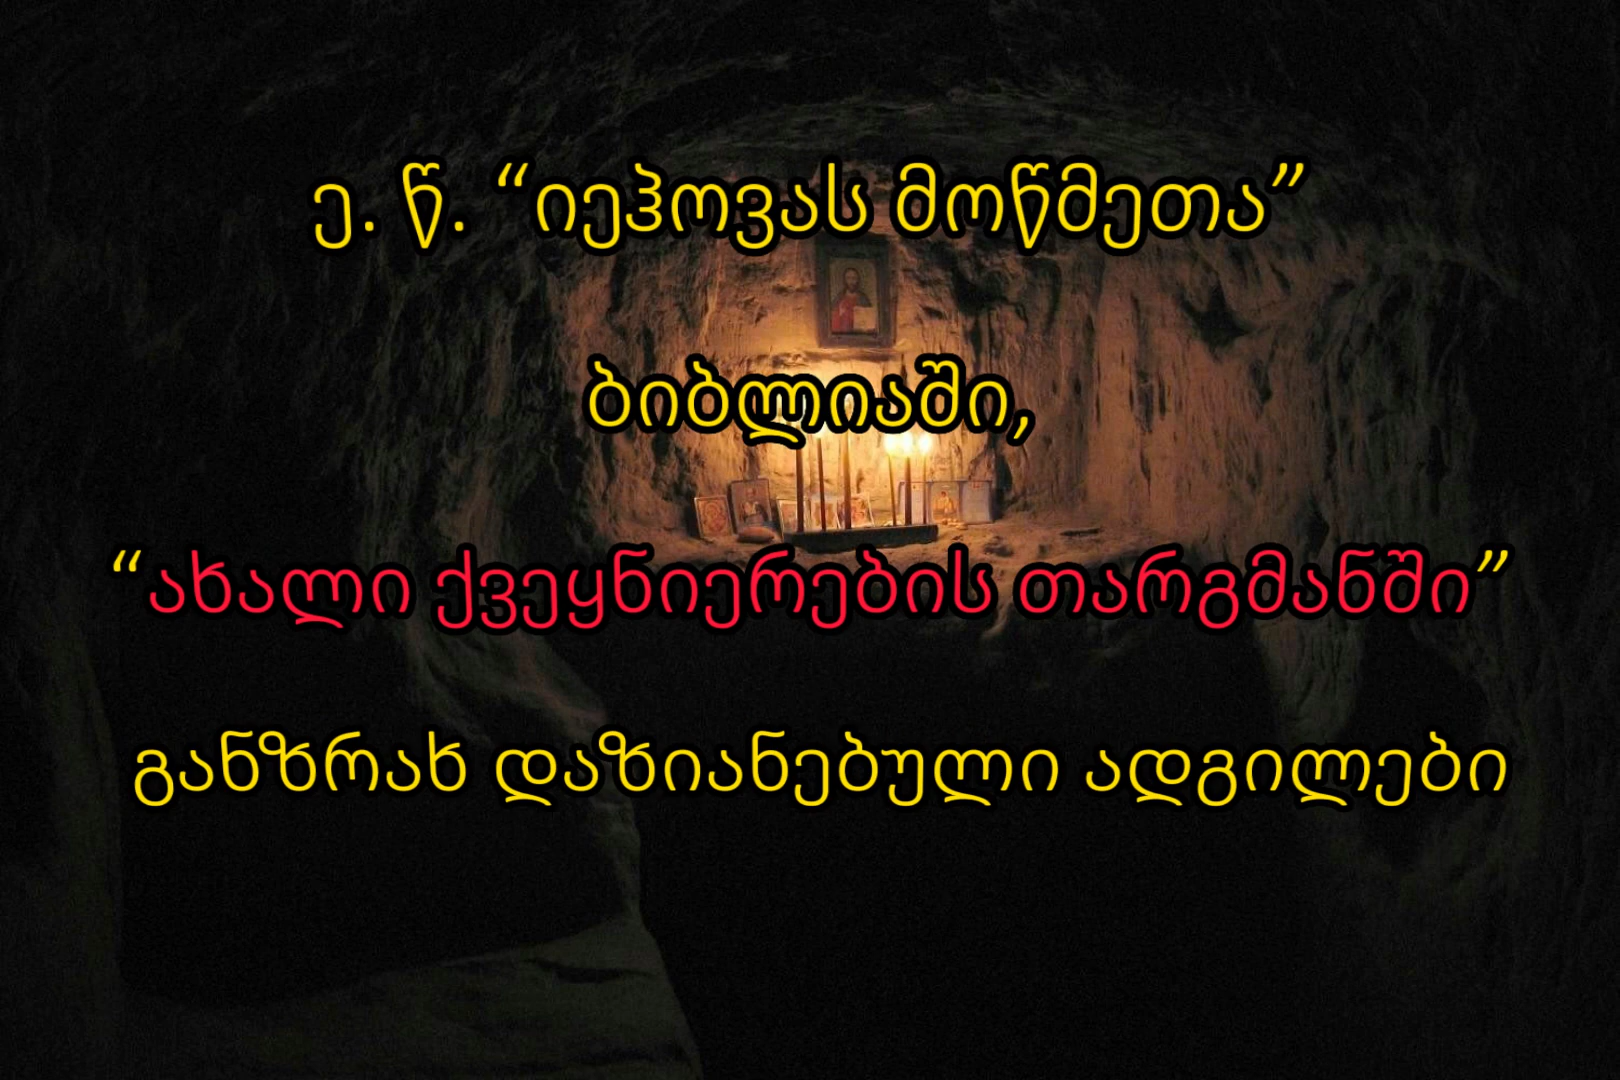 ე. წ. “იეჰოვას მოწმეთა”
ბიბლიაში,
“ახალი ქვეყნიერების თარგმანში”
განზრახ დაზიანებული ადგილები